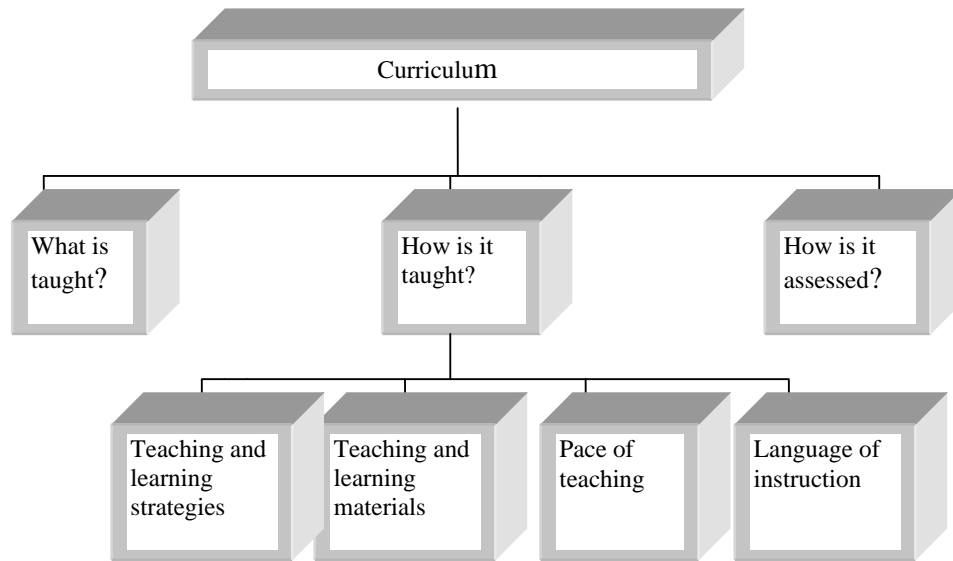 Curriculum
What is
taught?
How is it
taught?
How is it
assessed?
Teaching and
learning
strategies
Teaching and
learning
materials
Pace of
teaching
Language of
instruction